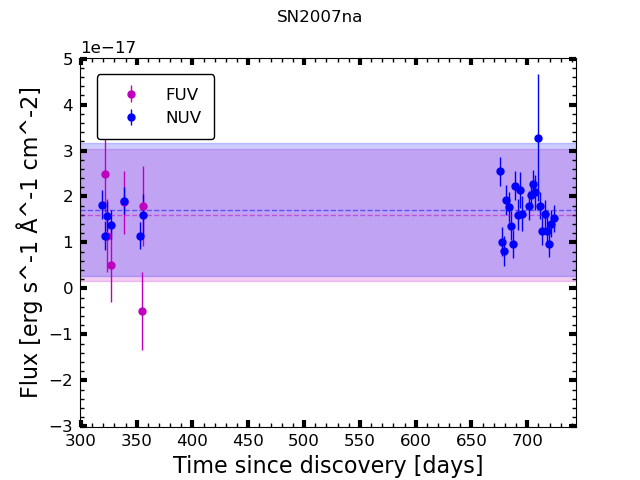 SN2007na
1e−17
5
4
3
2
1
0
−1
−2
−3
FUV
NUV
300 350 400 450 500 550 600 650 700
Time since discovery [days]
Flux [erg s^-1 Å^-1 cm^-2]